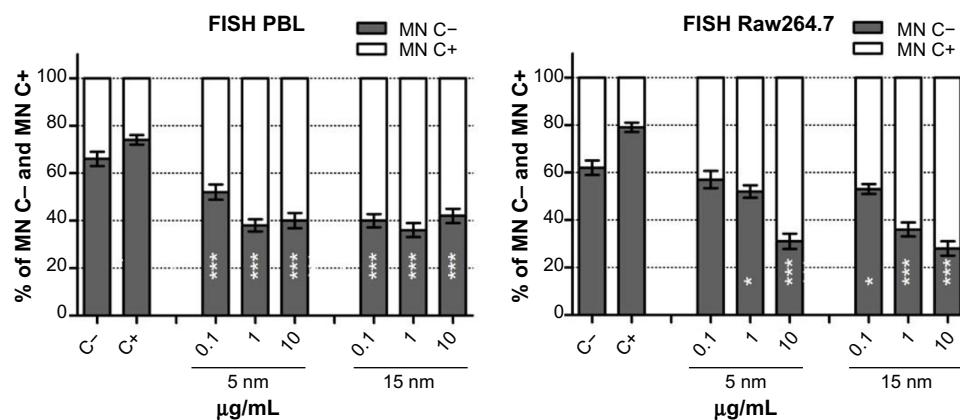 FISH PBL
MN C−
MN C+
% of MN C− and MN C+
100
80
60
40
20
0
*** *** *** *** *** ***
C− C+ 0.1 1 10 0.1 1 10
5 nm 15 nm
µg/mL
FISH Raw264.7
MN C−
MN C+
% of MN C− and MN C+
100
80
60
40
20
0
* *** * *** ***
C− C+ 0.1 1 10 0.1 1 10
5 nm 15 nm
µg/mL